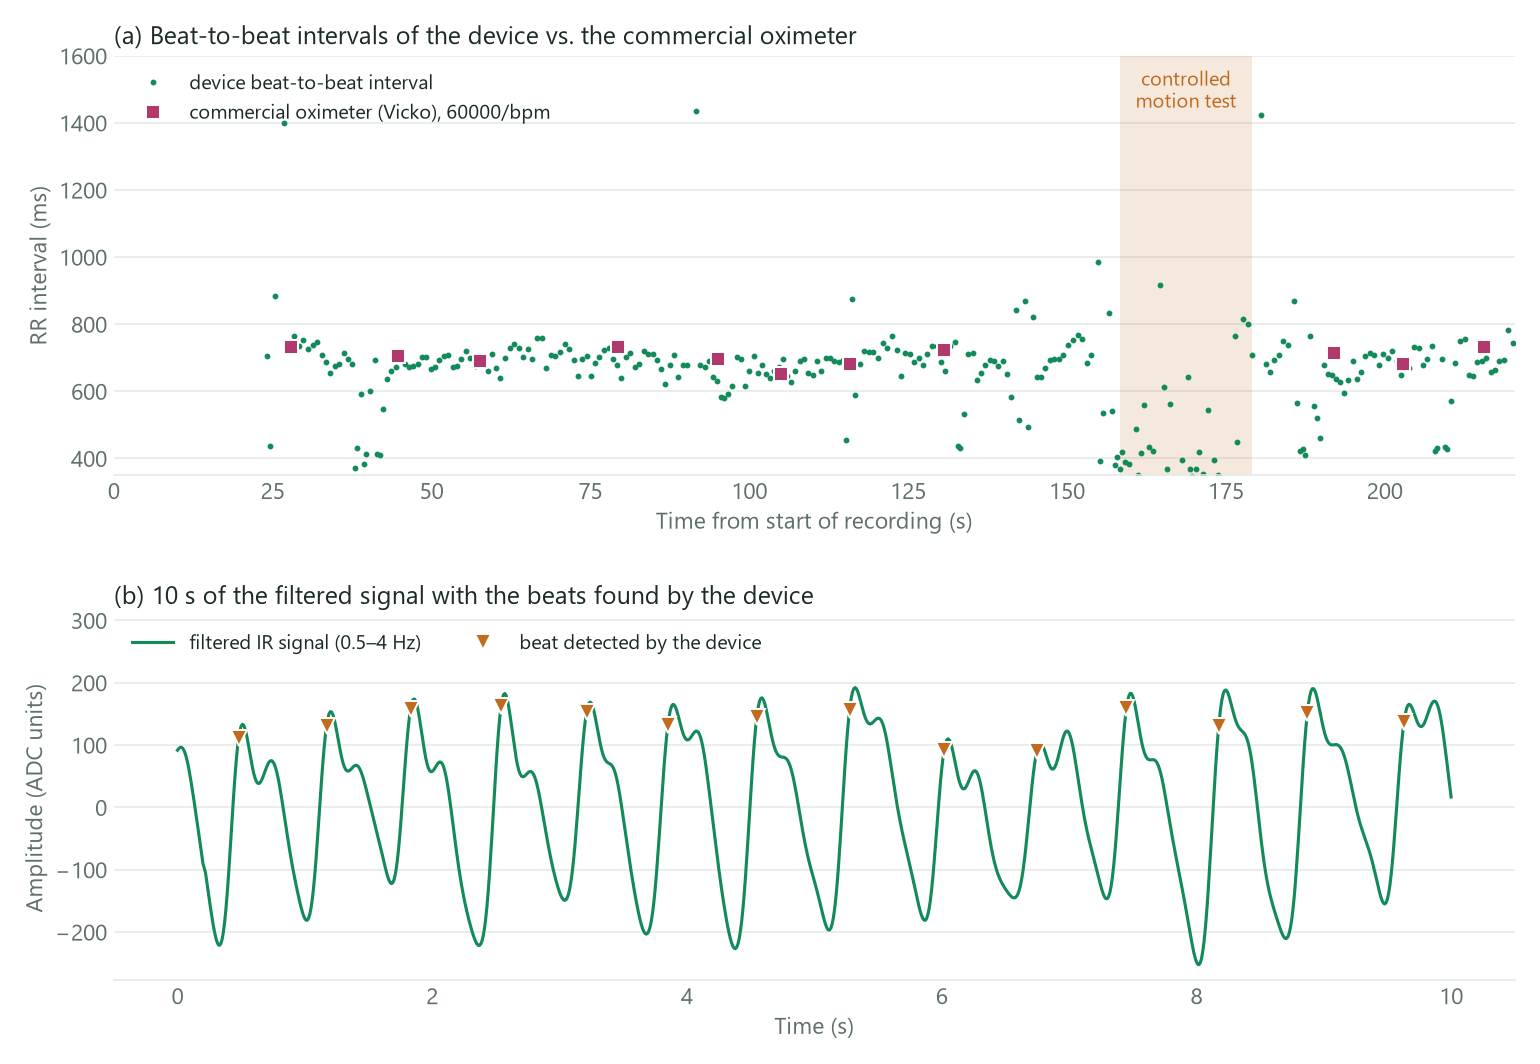 (a) Beat-to-beat intervals of the device vs. the commercial oximeter
1600
1400
1200
1000
800
600
400
RR interval (ms)
device beat-to-beat interval
commercial oximeter (Vicko), 60000/bpm
controlled
motion test
0 25 50 75 100 125 150 175 200
Time from start of recording (s)
(b) 10 s of the filtered signal with the beats found by the device
300
200
100
0
−100
−200
Amplitude (ADC units)
filtered IR signal (0.5–4 Hz)
beat detected by the device
0 2 4 6 8 10
Time (s)